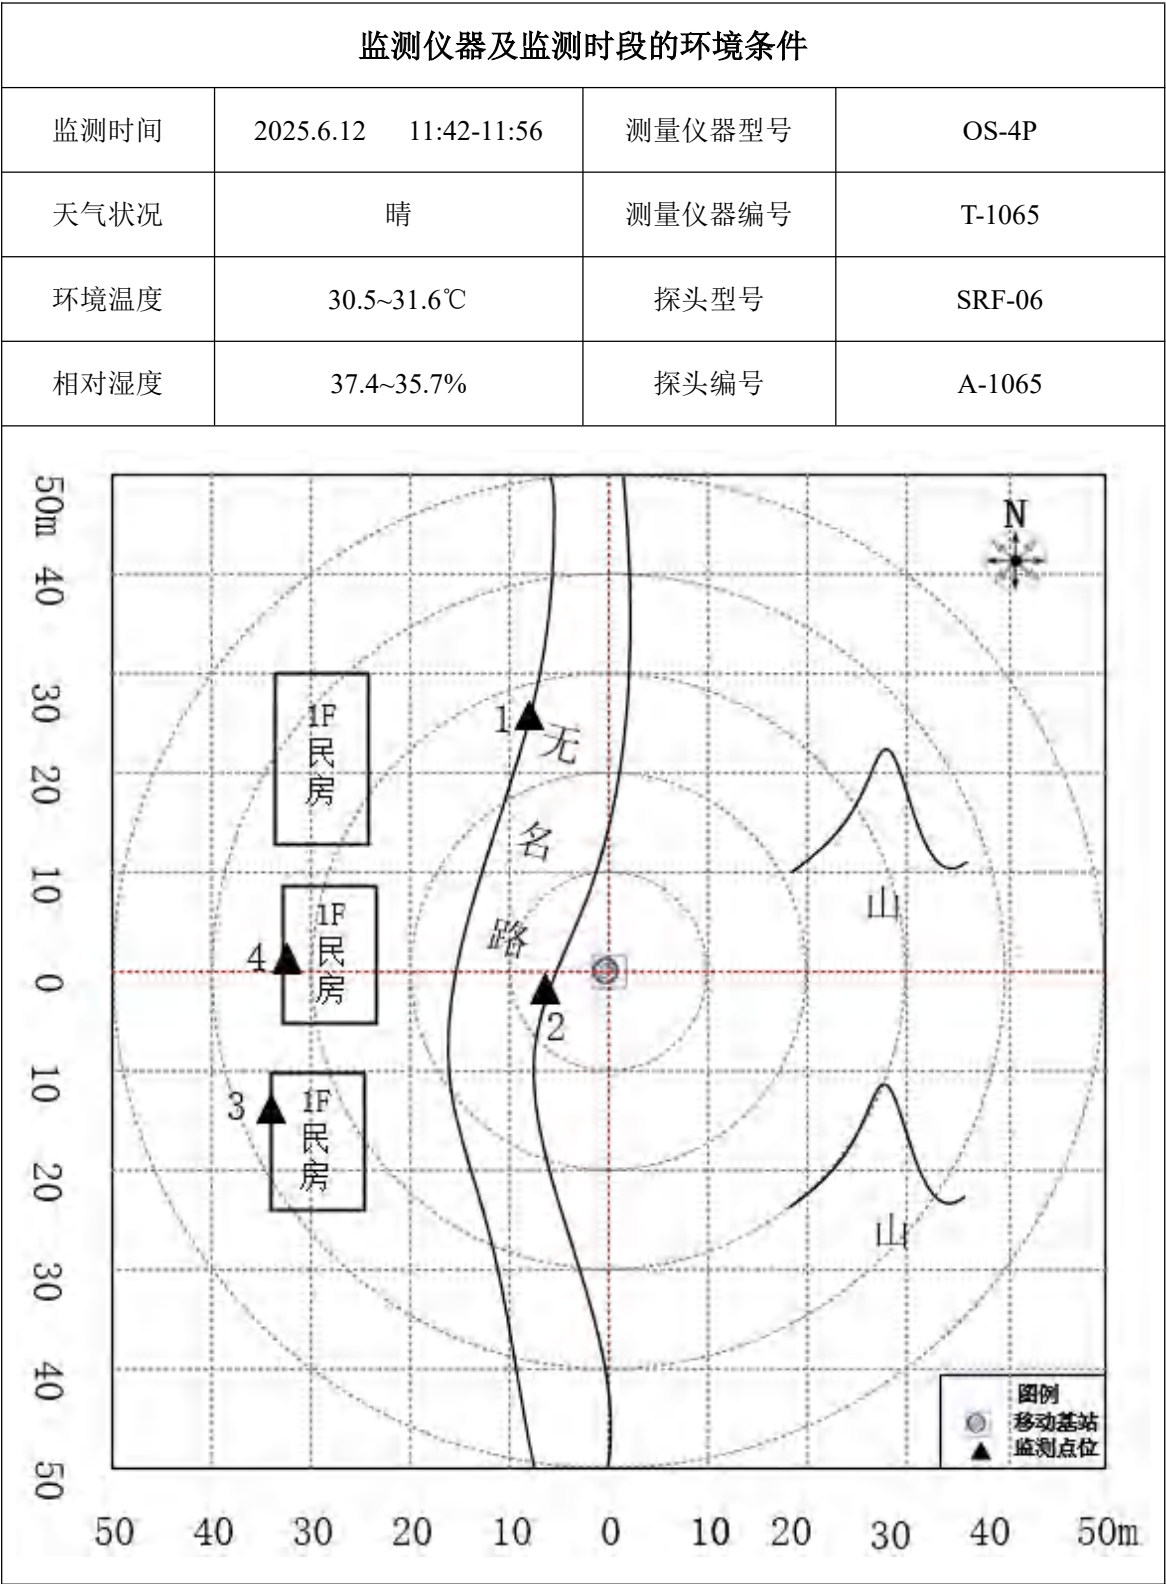 监测仪器及监测时段的环境条件
监测时间 2025.6.12 11:42-11:56 测量仪器型号 OS-4P
天气状况 晴 测量仪器编号 T-1065
环境温度 30.5~31.6℃ 探头型号 SRF-06
相对湿度 37.4~35.7% 探头编号 A-1065
50m
40
30
20
10
0
10
20
30
40
50
N
1F
民
房
1
无
名
路
山
4
1F
民
房
2
3
1F
民
房
山
图例
移动基站
监测点位
50 40 30 20 10 0 10 20 30 40 50m